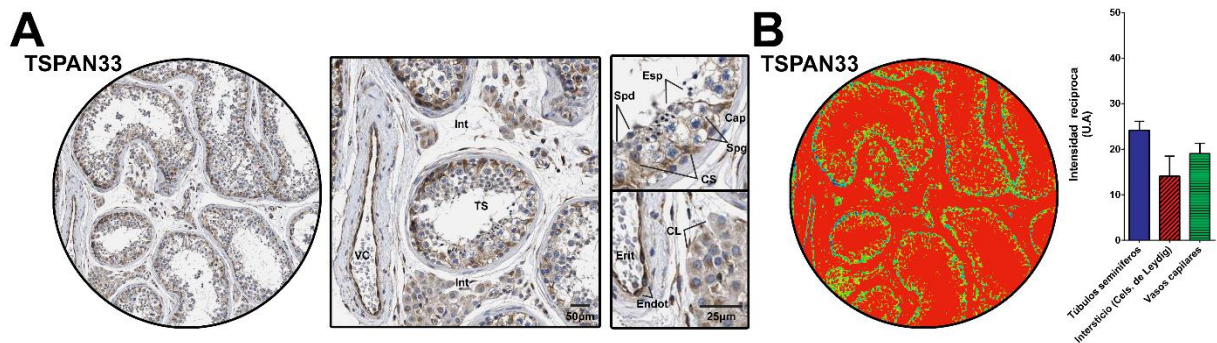 A
TSPAN33
Int
TS
VC
Int
50µm
Esp
Spd
Cap
Spg
CS
CL
Erit
Endot
25µm
B
TSPAN33
Intensidad reciproca
(U.A)
50
40
30
20
10
0
Túbulos seminíferos
Intersticio (Cels. de Leydig)
Vasos capilares